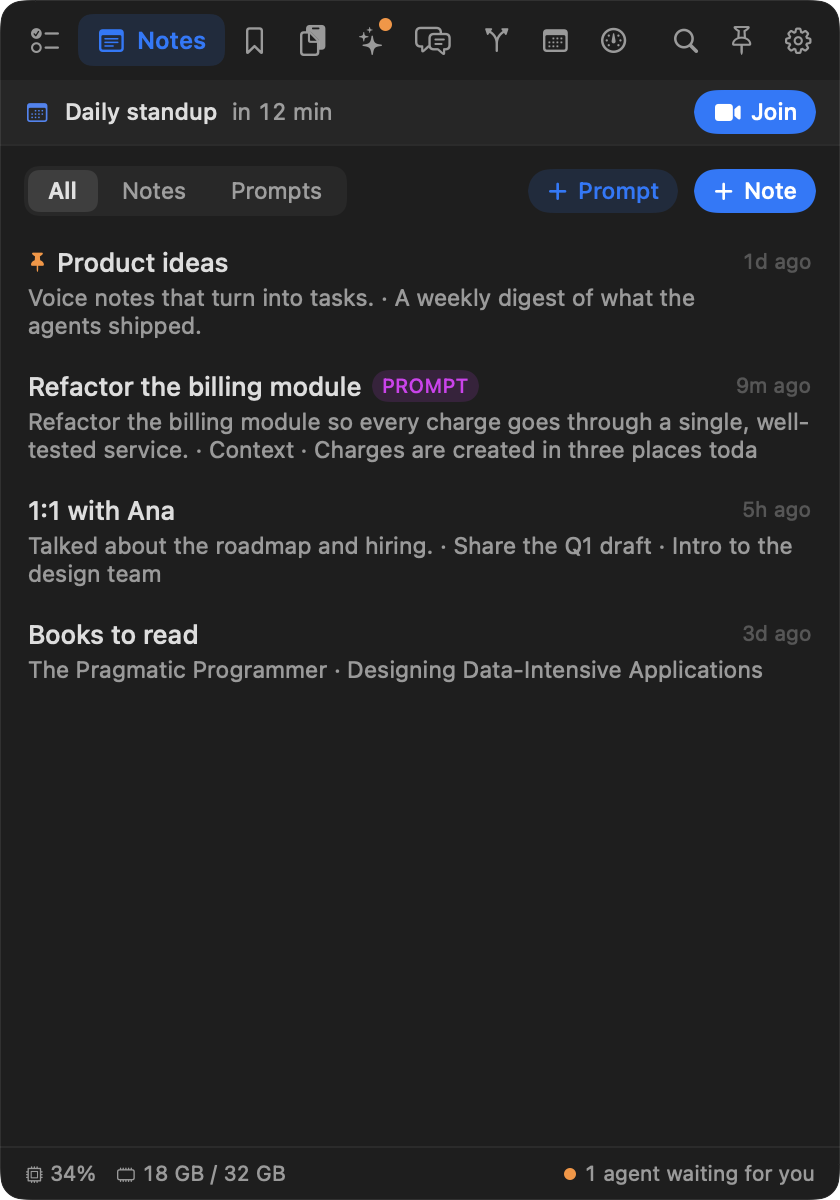 Notes
Daily standup in 12 min
Join
All Notes Prompts
+ Prompt
+ Note
Product ideas 1d ago
Voice notes that turn into tasks. · A weekly digest of what the
agents shipped.
Refactor the billing module PROMPT 9m ago
Refactor the billing module so every charge goes through a single, well-
tested service. · Context · Charges are created in three places toda
1:1 with Ana 5h ago
Talked about the roadmap and hiring. · Share the Q1 draft · Intro to the
design team
Books to read 3d ago
The Pragmatic Programmer · Designing Data-Intensive Applications
34% 18 GB / 32 GB 1 agent waiting for you